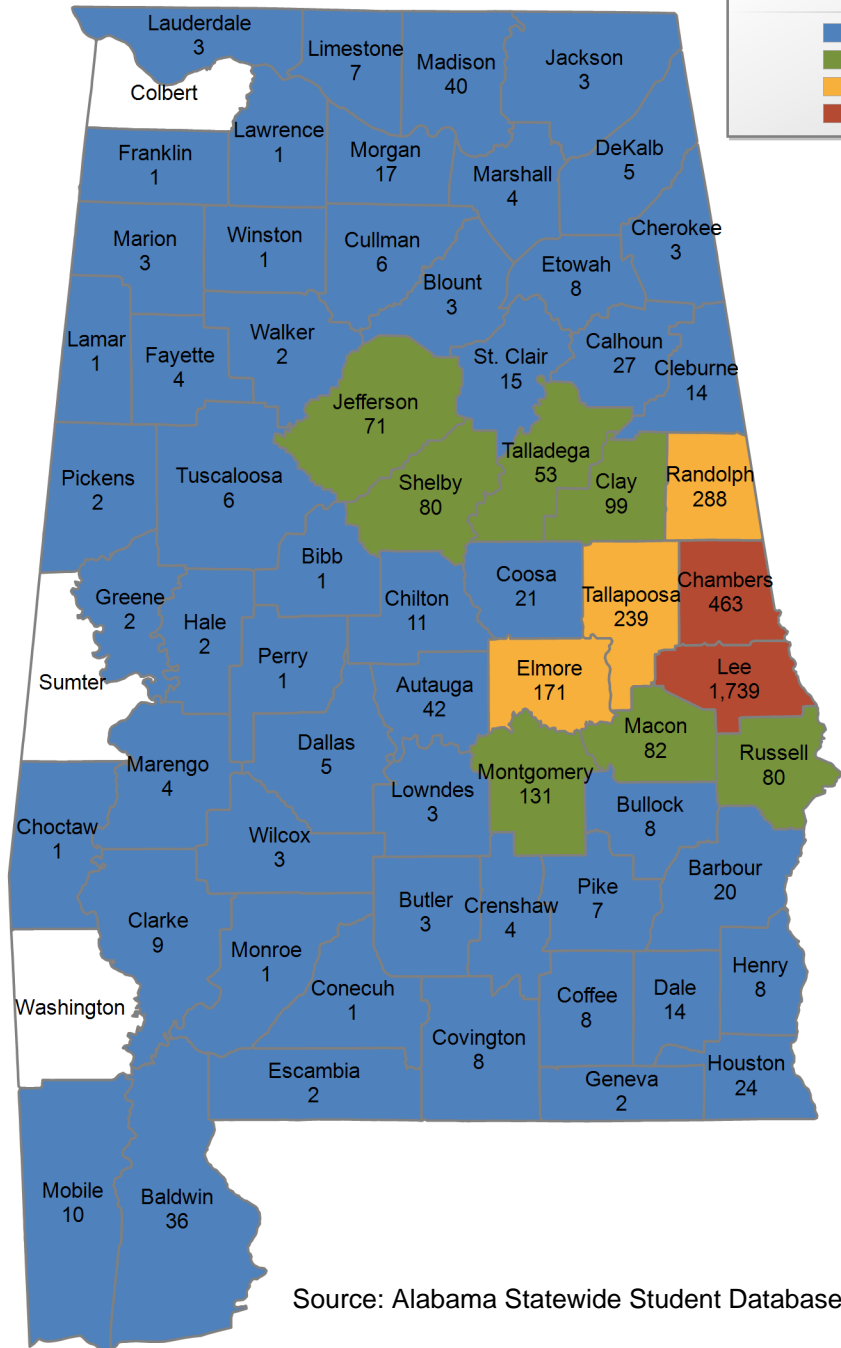 Lauderdale
3
Limestone
7
Madison
40
Jackson
3
Colbert
Lawrence
1
Franklin
1
Morgan
17
Marshall
4
DeKalb
5
Marion
3
Winston
1
Cullman
6
Blount
3
Etowah
8
Cherokee
3
Lamar
1
Fayette
4
Walker
2
St. Clair
15
Calhoun
27
Cleburne
14
Jefferson
71
Shelby
80
Talladega
53
Clay
99
Randolph
288
Pickens
2
Tuscaloosa
6
Bibb
1
Chilton
11
Coosa
21
Tallapoosa
239
Chambers
463
Greene
2
Hale
2
Perry
1
Sumter
Autauga
42
Elmore
171
Lee
1,739
Marengo
4
Dallas
5
Lowndes
3
Montgomery
131
Macon
82
Russell
80
Bullock
8
Choctaw
1
Wilcox
3
Butler
3
Crenshaw
4
Pike
7
Barbour
20
Clarke
9
Monroe
1
Conecuh
1
Washington
Covington
8
Coffee
8
Dale
14
Henry
8
Escambia
2
Geneva
2
Houston
24
Mobile
10
Baldwin
36
Source: Alabama Statewide Student Database